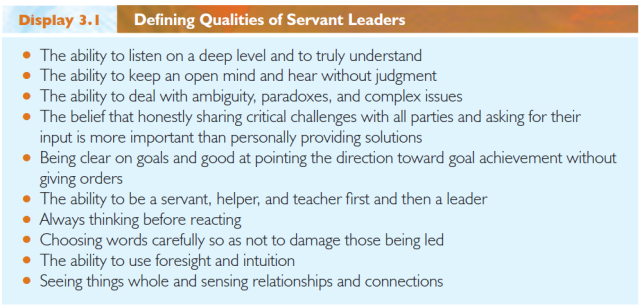 Display 3.1 Defining Qualities of Servant Leaders
• The ability to listen on a deep level and to truly understand
• The ability to keep an open mind and hear without judgment
• The ability to deal with ambiguity, paradoxes, and complex issues
• The belief that honestly sharing critical challenges with all parties and asking for their
input is more important than personally providing solutions
• Being clear on goals and good at pointing the direction toward goal achievement without
giving orders
• The ability to be a servant, helper, and teacher first and then a leader
• Always thinking before reacting
• Choosing words carefully so as not to damage those being led
• The ability to use foresight and intuition
• Seeing things whole and sensing relationships and connections